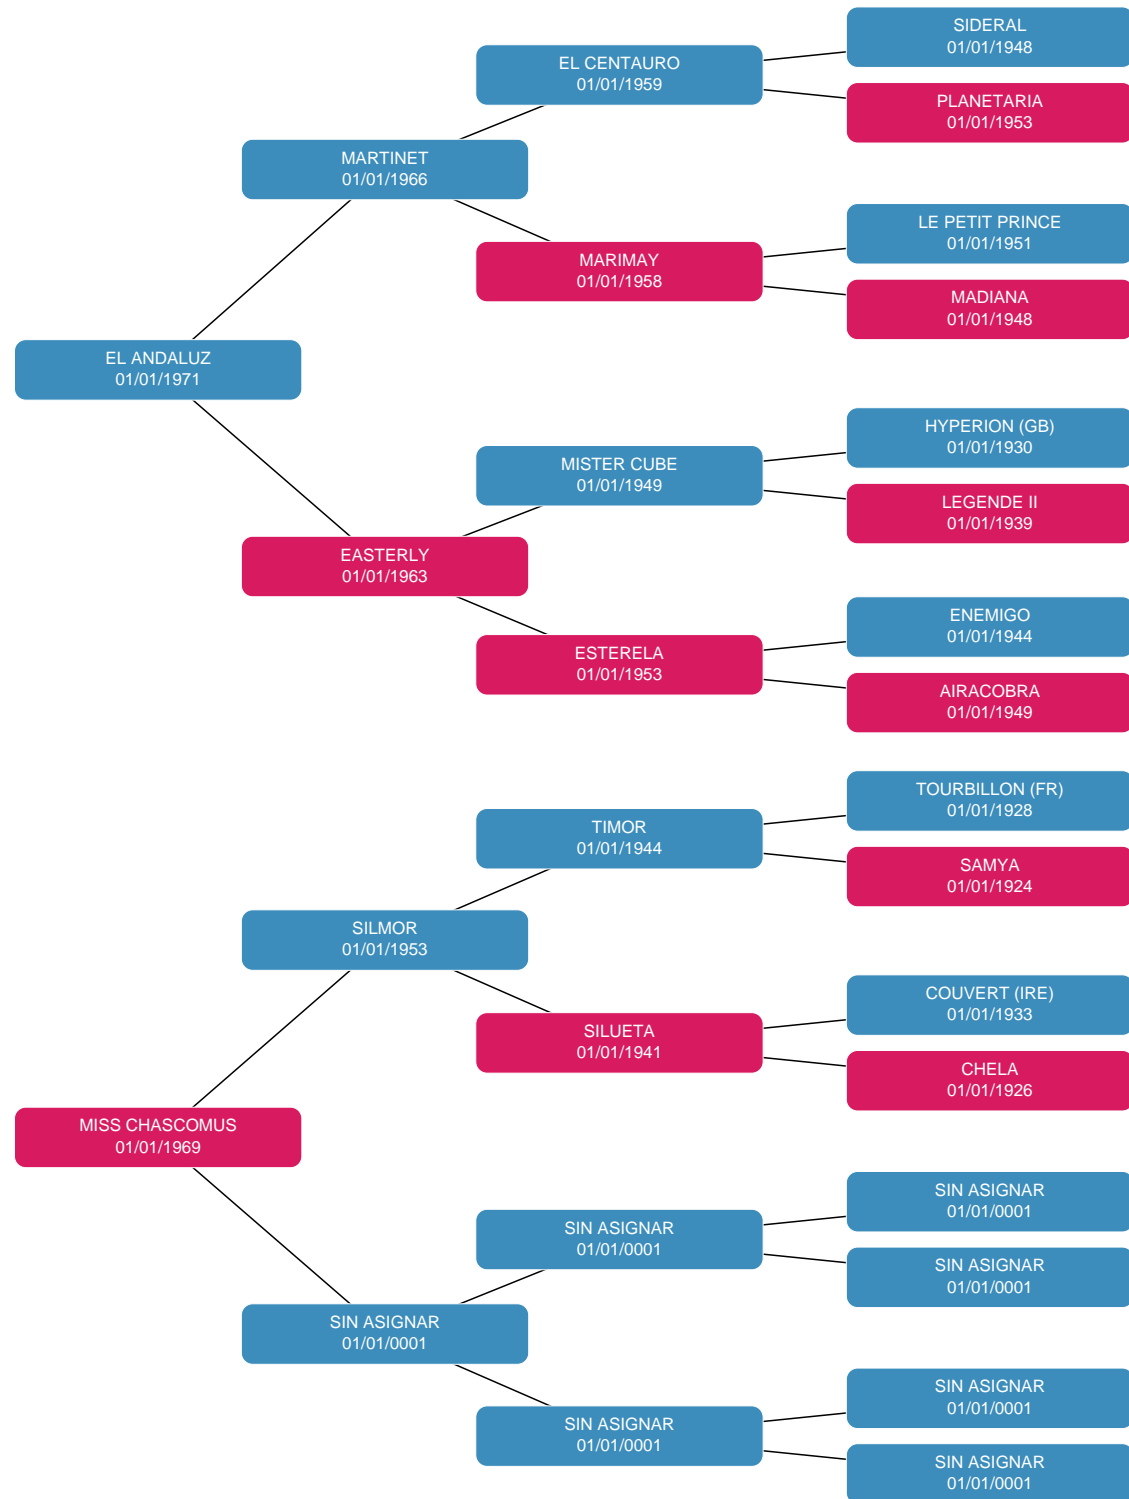 SIDERAL
01/01/1948
EL CENTAURO
01/01/1959
PLANETARIA
01/01/1953
MARTINET
01/01/1966
LE PETIT PRINCE
01/01/1951
MARIMAY
01/01/1958
MADIANA
01/01/1948
EL ANDALUZ
01/01/1971
HYPERION (GB)
01/01/1930
MISTER CUBE
01/01/1949
LEGENDE II
01/01/1939
EASTERLY
01/01/1963
ENEMIGO
01/01/1944
ESTERELA
01/01/1953
AIRACOBRA
01/01/1949
TOURBILLON (FR)
01/01/1928
TIMOR
01/01/1944
SAMYA
01/01/1924
SILMOR
01/01/1953
COUVERT (IRE)
01/01/1933
SILUETA
01/01/1941
CHELA
01/01/1926
MISS CHASCOMUS
01/01/1969
SIN ASIGNAR
01/01/0001
SIN ASIGNAR
01/01/0001
SIN ASIGNAR
01/01/0001
SIN ASIGNAR
01/01/0001
SIN ASIGNAR
01/01/0001
SIN ASIGNAR
01/01/0001
SIN ASIGNAR
01/01/0001